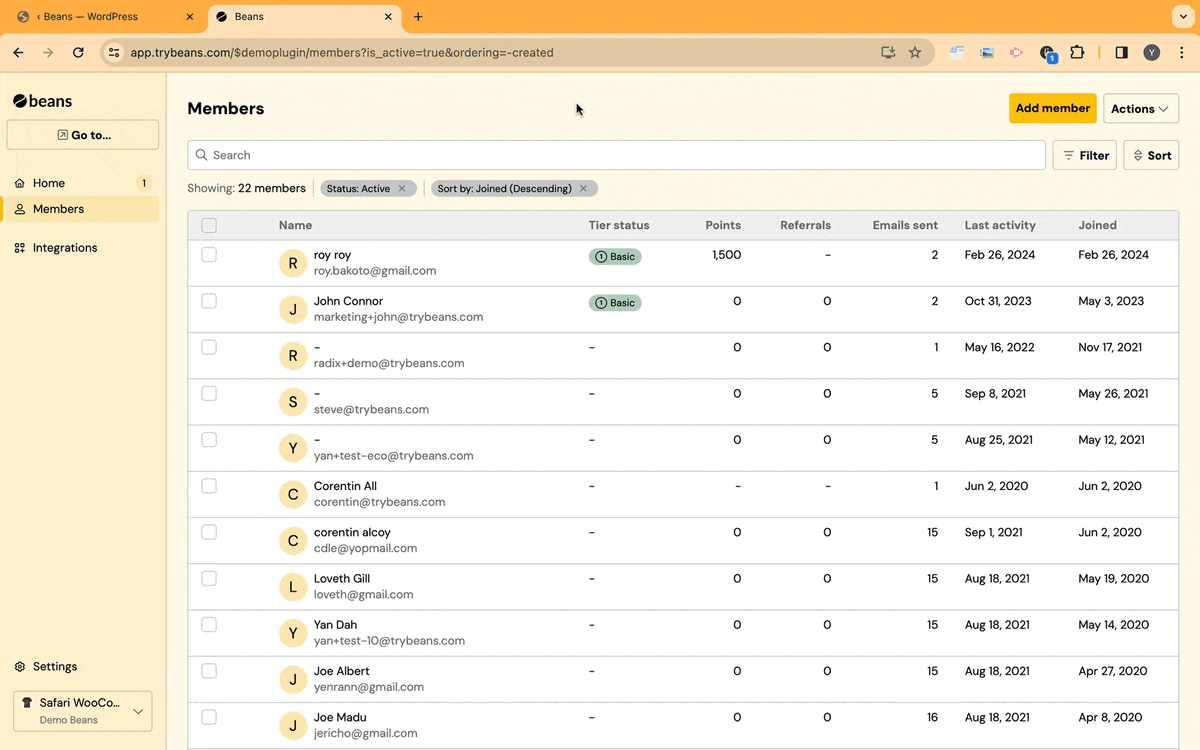 ‹ Beans — WordPress
Beans
app.trybeans.com/$demoplugin/members?is_active=true&ordering=-created
1
Y
beans
Go to...
Home 1
Members
Integrations
Settings
Safari WooCo...
Demo Beans
Members
Add member
Actions
Search
Filter
Sort
Showing: 22 members
Status: Active
Sort by: Joined (Descending)
Name Tier status Points Referrals Emails sent Last activity Joined
R roy roy 1 Basic 1,500 - 2 Feb 26, 2024 Feb 26, 2024
roy.bakoto@gmail.com
J John Connor 1 Basic 0 0 2 Oct 31, 2023 May 3, 2023
marketing+john@trybeans.com
R - - 0 0 1 May 16, 2022 Nov 17, 2021
radix+demo@trybeans.com
S - - 0 0 5 Sep 8, 2021 May 26, 2021
steve@trybeans.com
Y - - 0 0 5 Aug 25, 2021 May 12, 2021
yan+test-eco@trybeans.com
C Corentin All - - - 1 Jun 2, 2020 Jun 2, 2020
corentin@trybeans.com
C corentin alcoy - 0 0 15 Sep 1, 2021 Jun 2, 2020
cdle@yopmail.com
L Loveth Gill - 0 0 15 Aug 18, 2021 May 19, 2020
loveth@gmail.com
Y Yan Dah - 0 0 15 Aug 18, 2021 May 14, 2020
yan+test-10@trybeans.com
J Joe Albert - 0 0 15 Aug 18, 2021 Apr 27, 2020
yenrann@gmail.com
J Joe Madu - 0 0 16 Aug 18, 2021 Apr 8, 2020
jericho@gmail.com